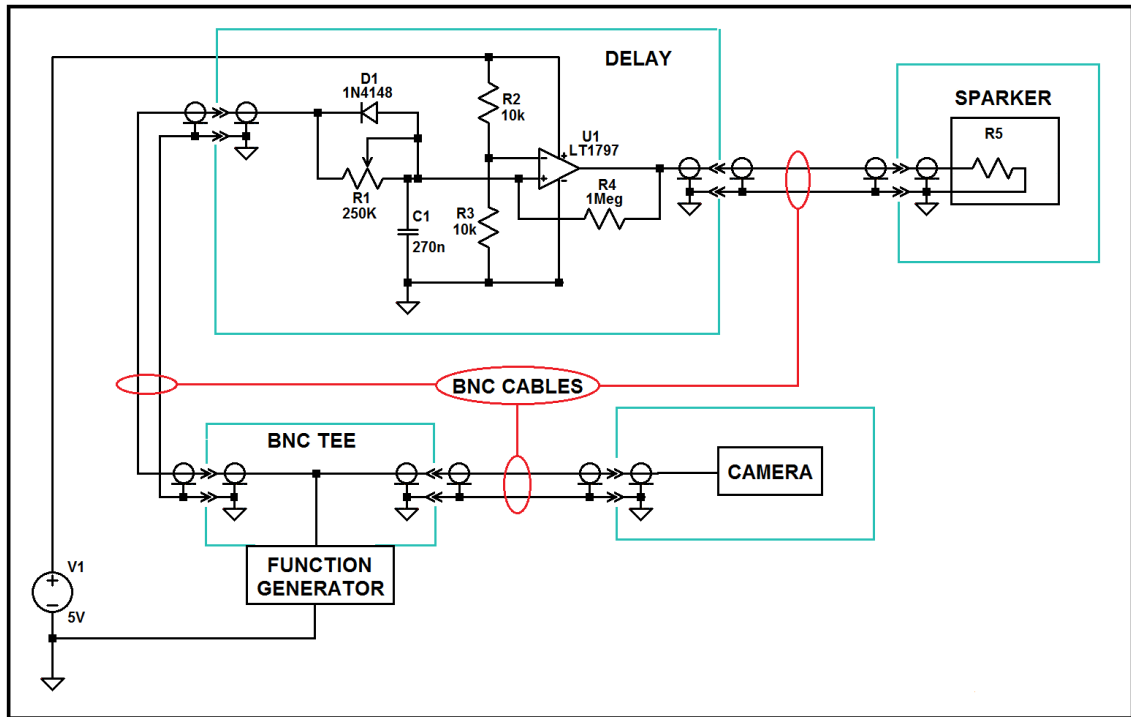 DELAY
D1
1N4148
R2
10k
U1
LT1797
R4
1Meg
R1
250K
C1
270n
R3
10k
SPARKER
R5
BNC CABLES
BNC TEE
CAMERA
FUNCTION
GENERATOR
V1
5V